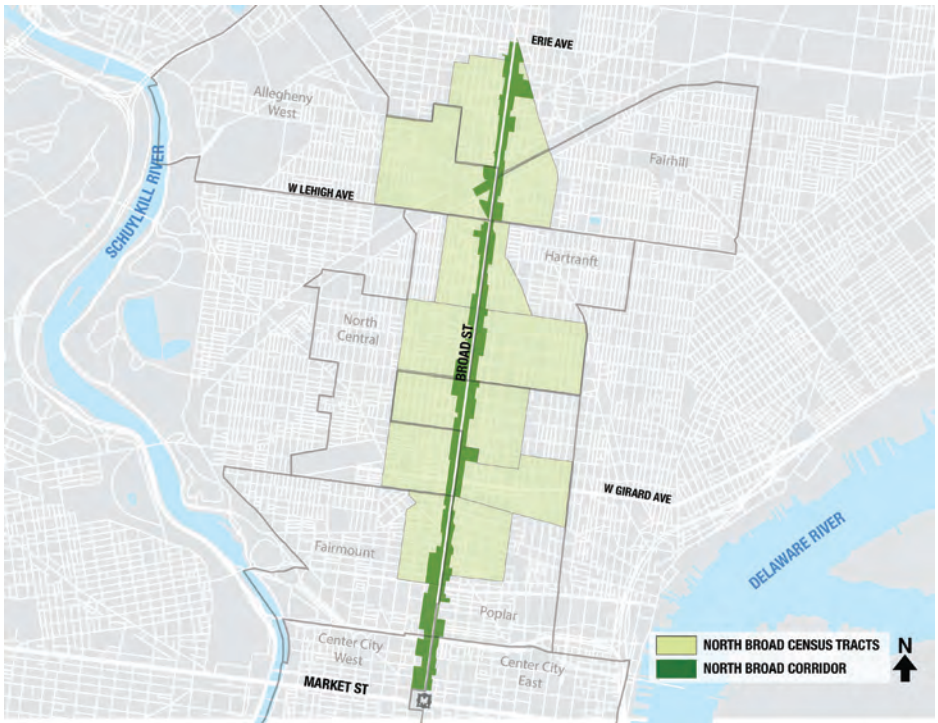 ERIE AVE
Allegheny
West
Fairhill
SCHUYLKILL RIVER
W LEHIGH AVE
Hartranft
North
Central
BROAD ST
W GIRARD AVE
Fairmount
DELAWARE RIVER
Poplar
Center City
West
Center City
East
MARKET ST
NORTH BROAD CENSUS TRACTS
NORTH BROAD CORRIDOR
N